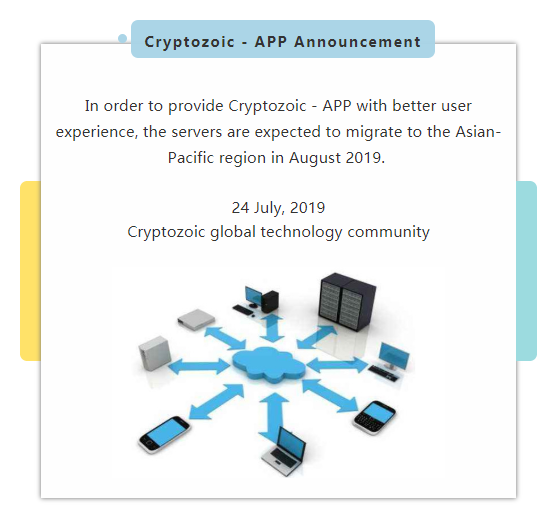 Cryptozoic - APP Announcement
In order to provide Cryptozoic - APP with better user
experience, the servers are expected to migrate to the Asian-
Pacific region in August 2019.
24 July, 2019
Cryptozoic global technology community